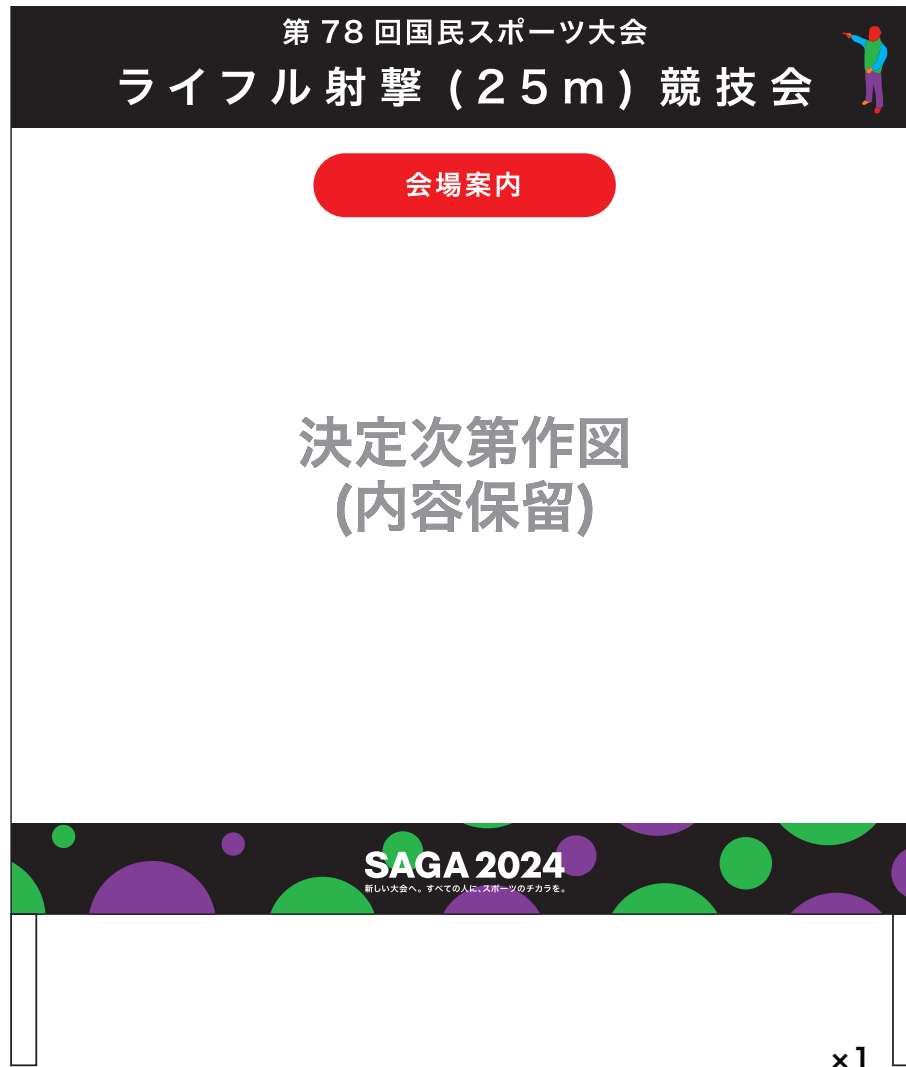 第 78 回国民スポーツ大会
ライフル射撃 (25m) 競技会
会場案内
決定次第作図
(内容保留)
SAGA 2024
新しい大会へ。すべての人に、スポーツのチカラを。
×1